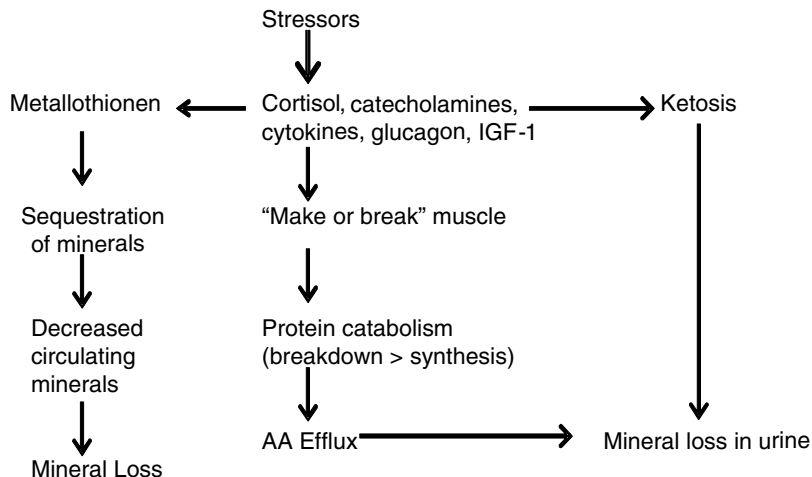 Stressors
Metallothionen
Cortisol, catecholamines,
cytokines, glucagon, IGF-1
Ketosis
Sequestration
of minerals
“Make or break” muscle
Decreased
circulating
minerals
Protein catabolism
(breakdown > synthesis)
Mineral Loss
AA Efflux
Mineral loss in urine